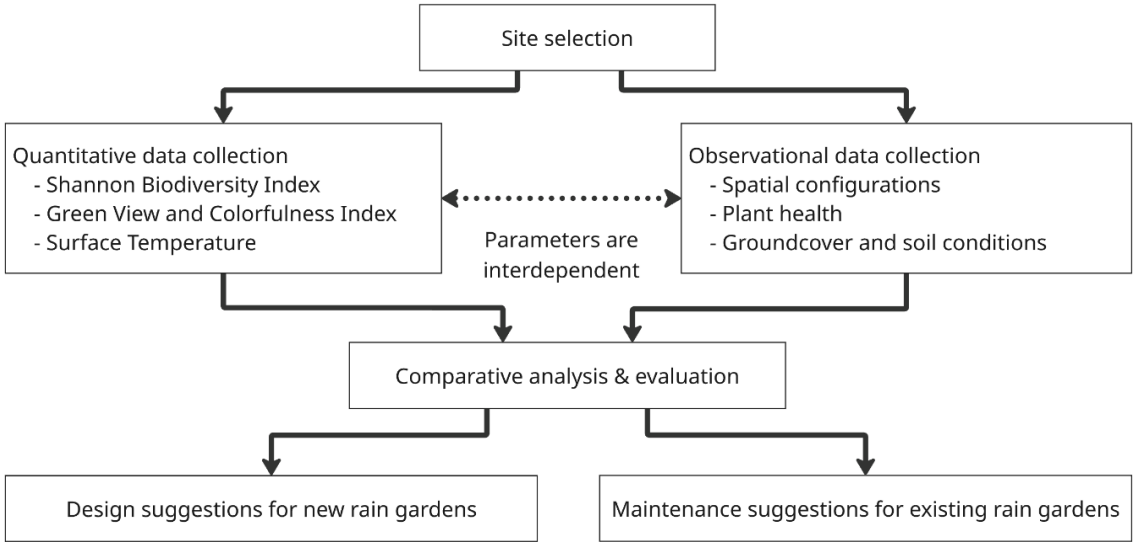 Site selection
Quantitative data collection
- Shannon Biodiversity Index
- Green View and Colorfulness Index
- Surface Temperature
Observational data collection
- Spatial configurations
- Plant health
- Groundcover and soil conditions
Parameters are
interdependent
Comparative analysis & evaluation
Design suggestions for new rain gardens
Maintenance suggestions for existing rain gardens